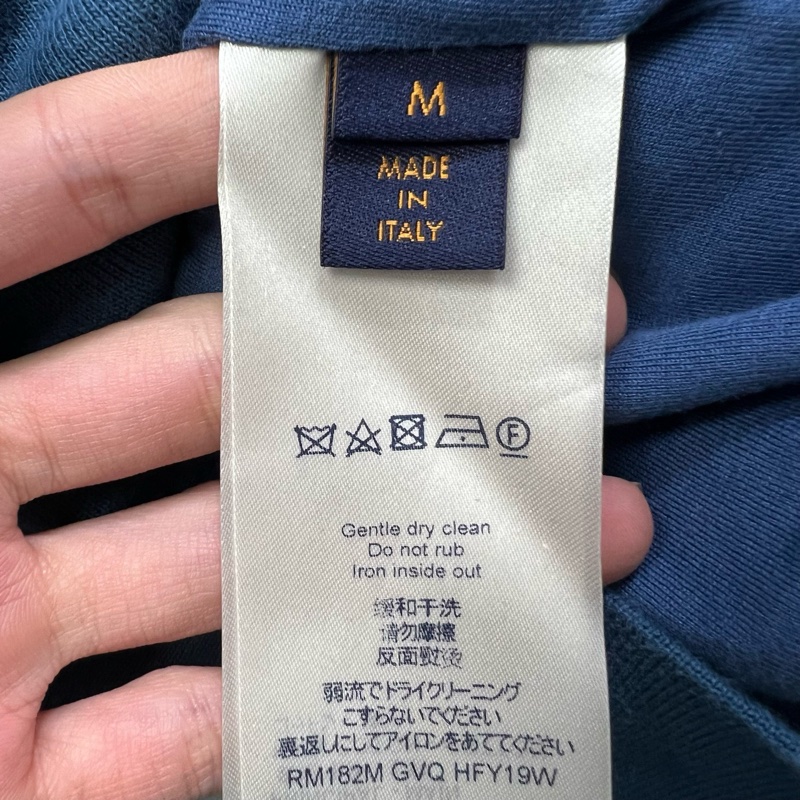 M
MADE
IN
ITALY
F
Gentle dry clean
Do not rub
Iron inside out
缓和干洗
请勿摩擦
反面熨烫
弱流でドライクリーニング
こすらないでください
裏返しにしてアイロンをあててください
RM182M GVQ HFY19W